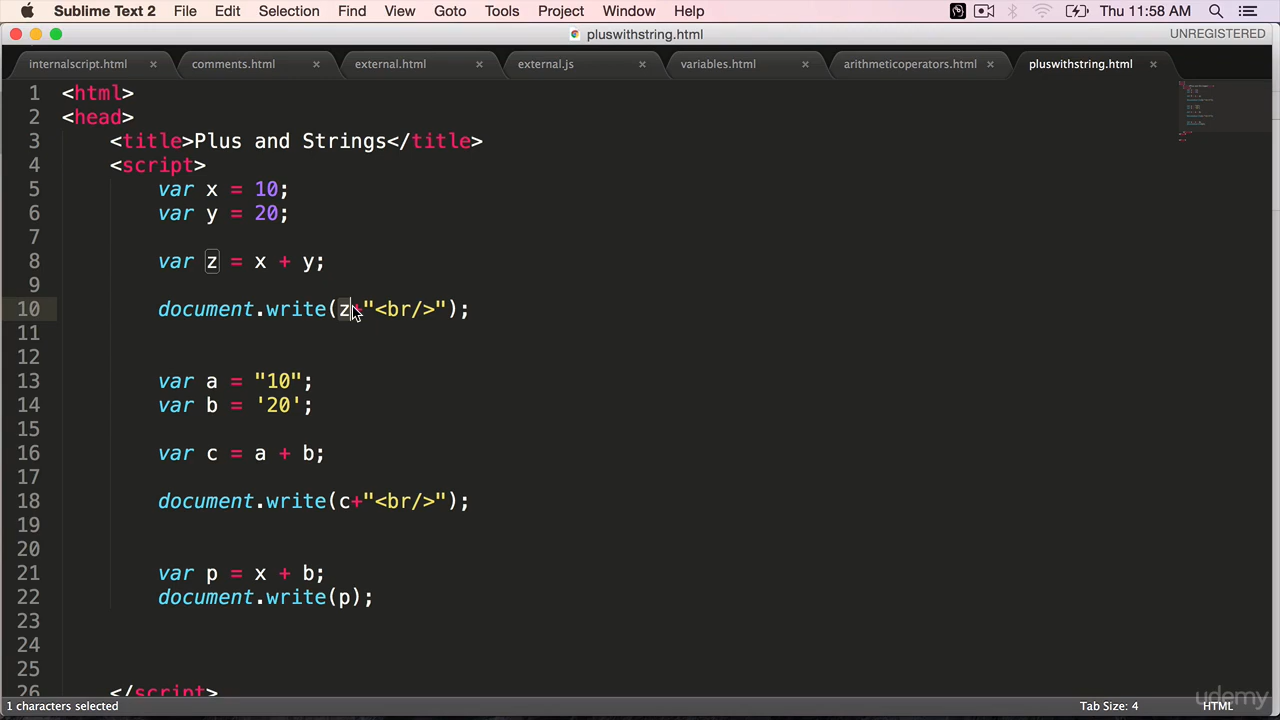 Sublime Text 2 File Edit Selection Find View Goto Tools Project Window Help Thu 11:58 AM
pluswithstring.html UNREGISTERED
internalscript.html × comments.html × external.html × external.js × variables.html × arithmeticoperators.html × pluswithstring.html ×
1 <html>
2 <head>
3 <title>Plus and Strings</title>
4 <script>
5 var x = 10;
6 var y = 20;
7
8 var z = x + y;
9
10 document.write(z+"<br/>");
11
12
13 var a = "10";
14 var b = '20';
15
16 var c = a + b;
17
18 document.write(c+"<br/>");
19
20
21 var p = x + b;
22 document.write(p);
23
24
25
26 </script>
1 characters selected Tab Size: 4 HTML
udemy